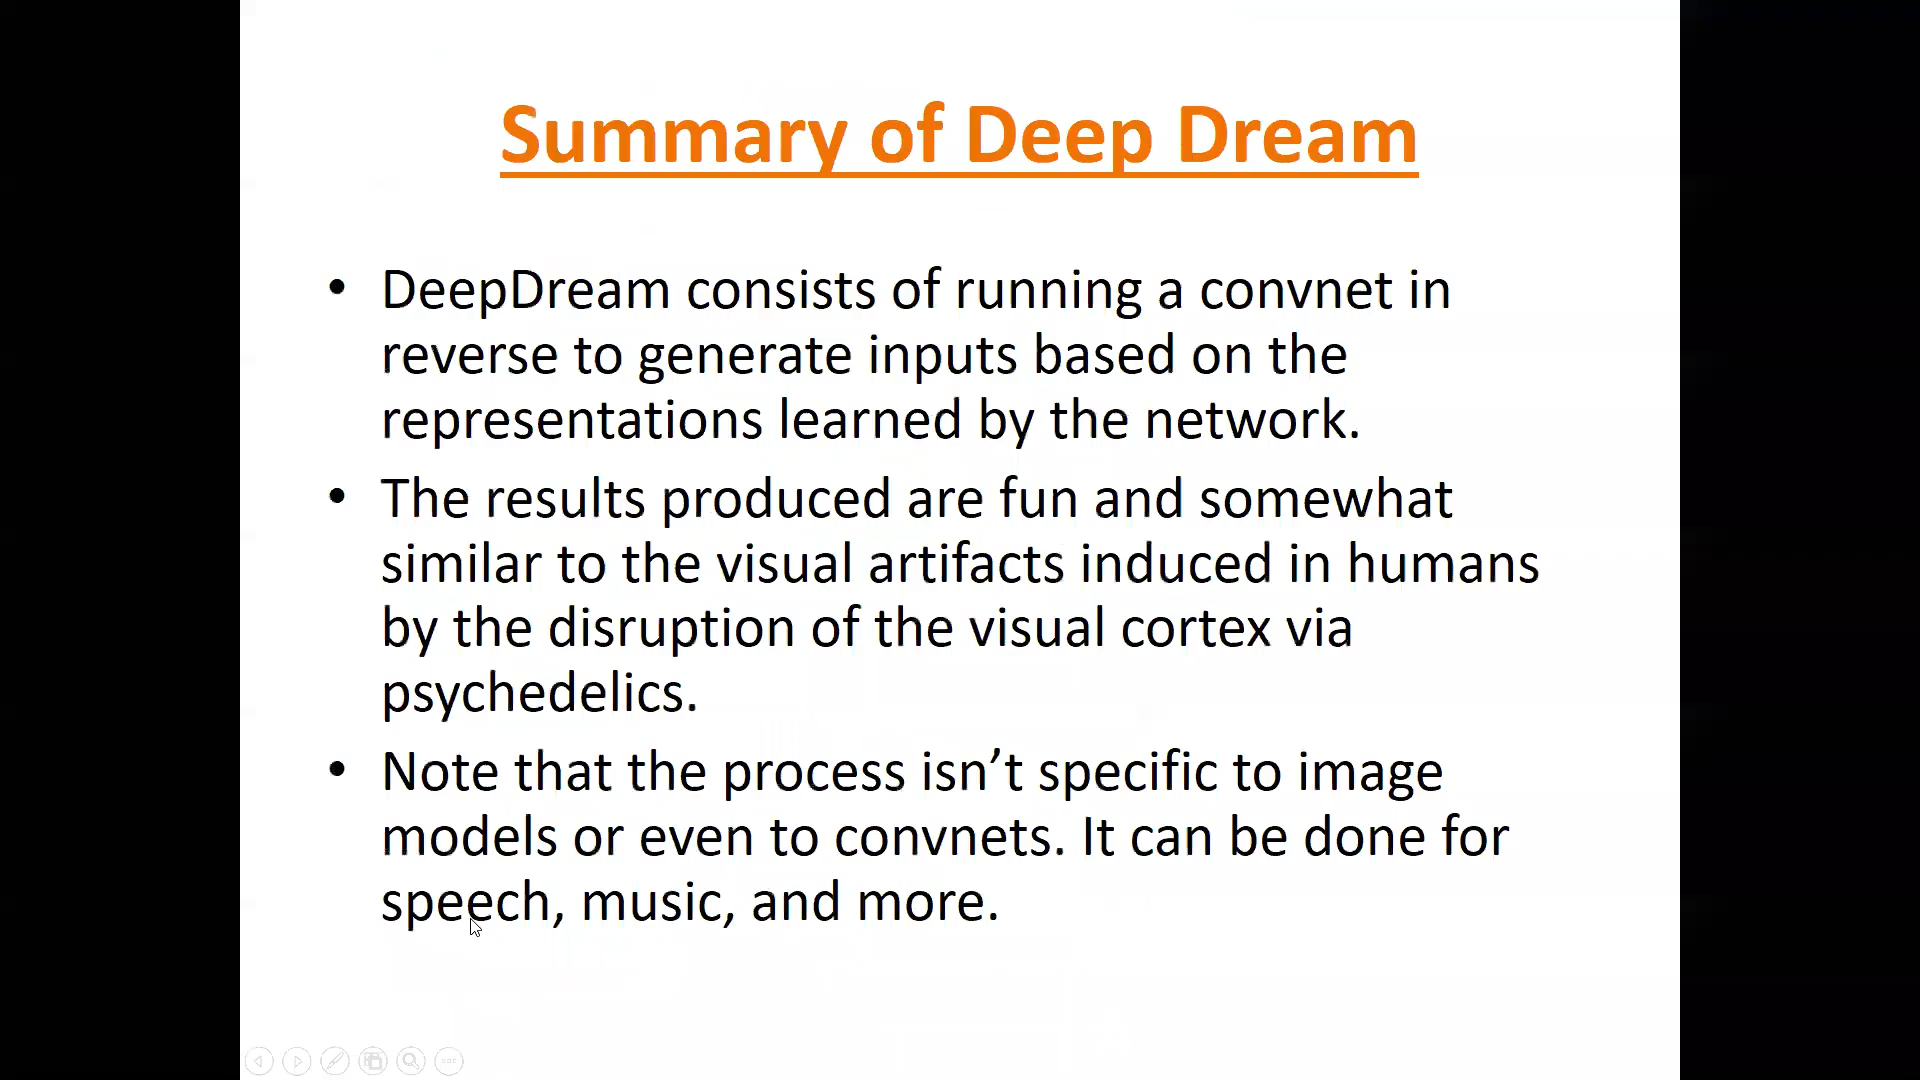 Summary of Deep Dream
• DeepDream consists of running a convnet in
reverse to generate inputs based on the
representations learned by the network.
• The results produced are fun and somewhat
similar to the visual artifacts induced in humans
by the disruption of the visual cortex via
psychedelics.
• Note that the process isn’t specific to image
models or even to convnets. It can be done for
speech, music, and more.